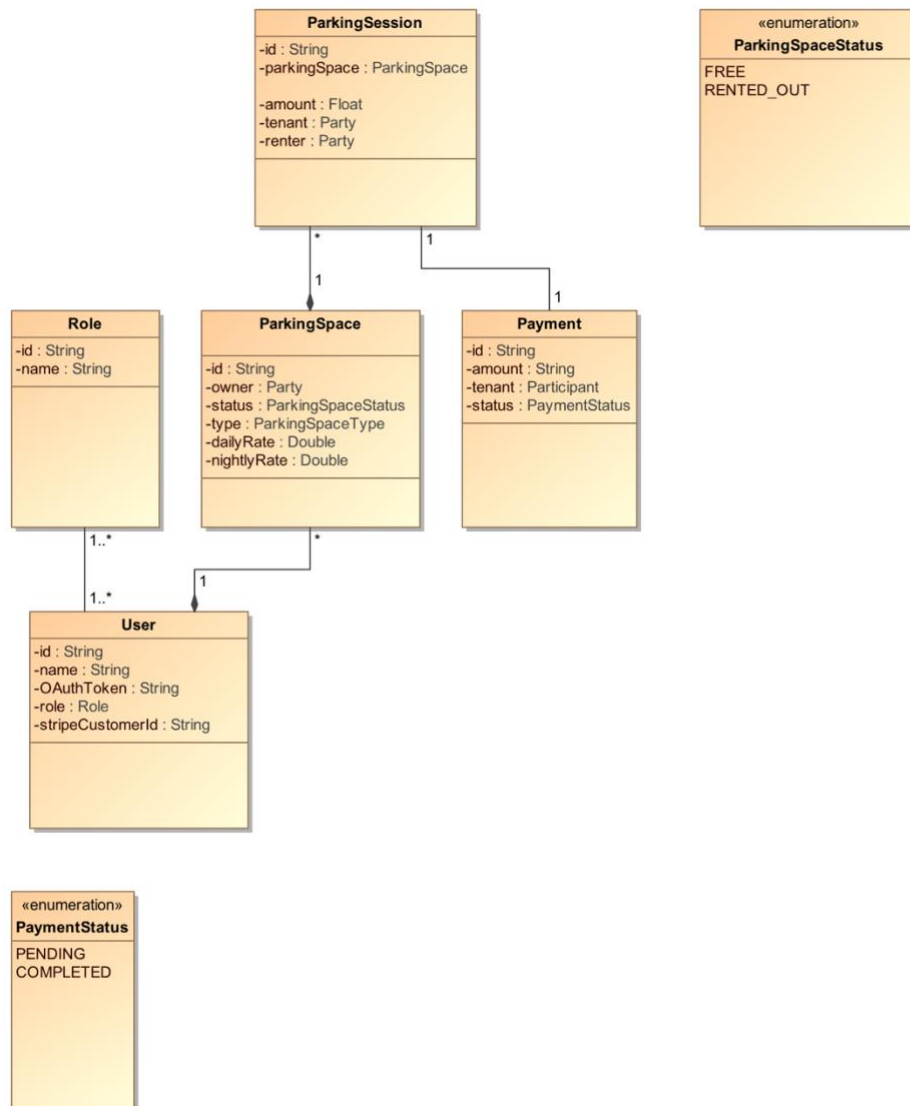 ParkingSession
-id : String
-parkingSpace : ParkingSpace
-amount : Float
-tenant : Party
-renter : Party
«enumeration»
ParkingSpaceStatus
FREE
RENTED_OUT
*
1
1
1
Role
-id : String
-name : String
ParkingSpace
-id : String
-owner : Party
-status : ParkingSpaceStatus
-type : ParkingSpaceType
-dailyRate : Double
-nightlyRate : Double
Payment
-id : String
-amount : String
-tenant : Participant
-status : PaymentStatus
1..*
*
1..*
1
User
-id : String
-name : String
-OAuthToken : String
-role : Role
-stripeCustomerId : String
«enumeration»
PaymentStatus
PENDING
COMPLETED